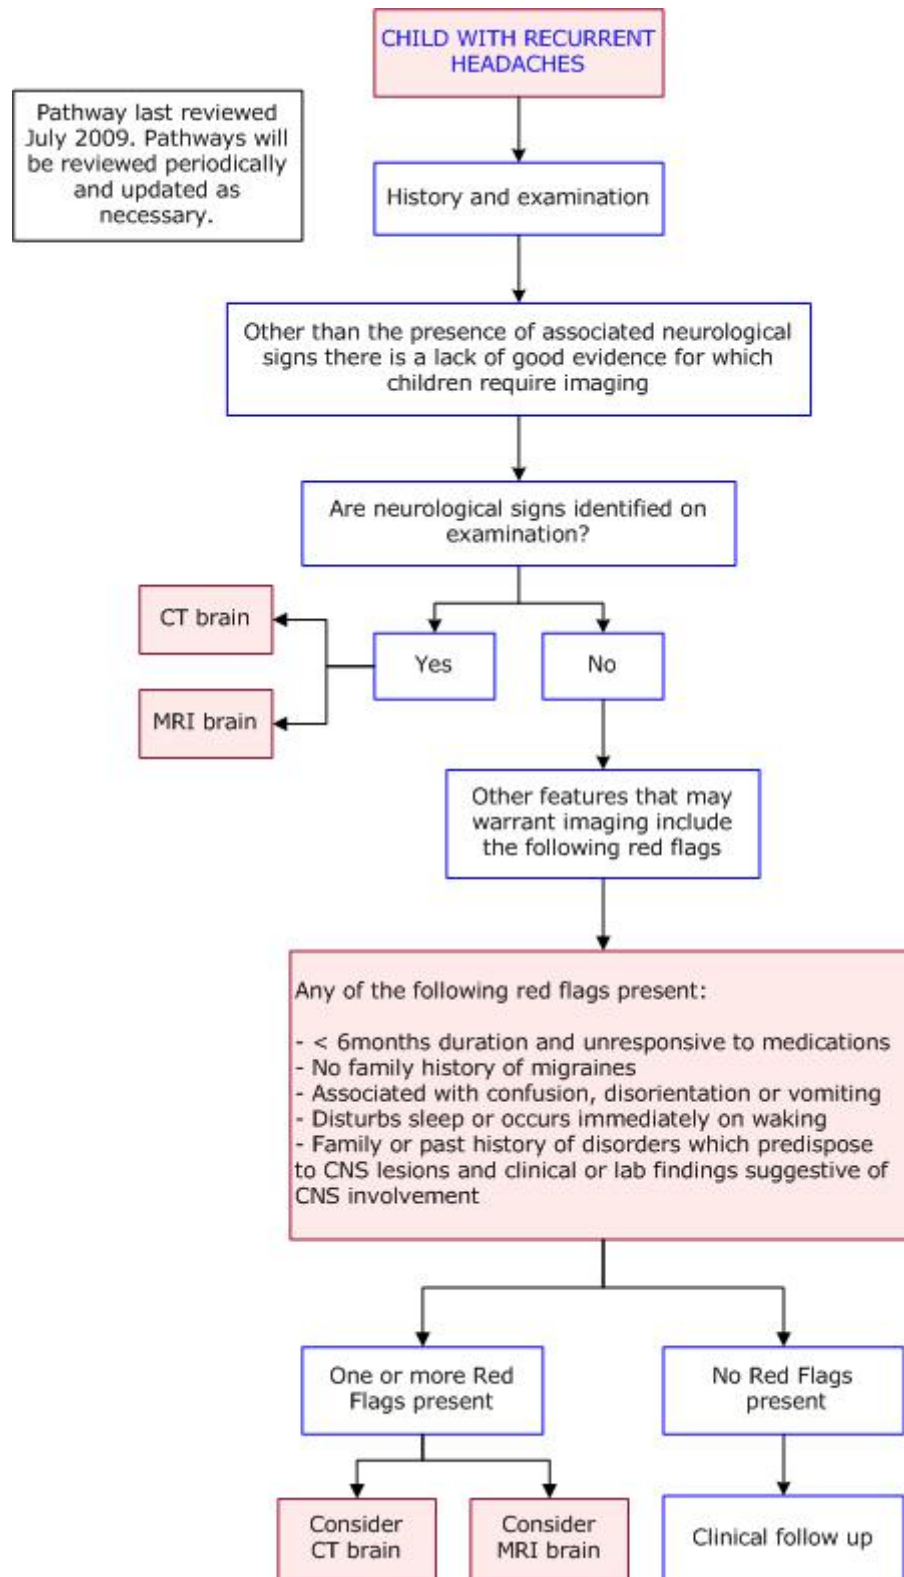 CHILD WITH RECURRENT
HEADACHES
Pathway last reviewed
July 2009. Pathways will
be reviewed periodically
and updated as
necessary.
History and examination
Other than the presence of associated neurological
signs there is a lack of good evidence for which
children require imaging
Are neurological signs identified on
examination?
CT brain
Yes
No
MRI brain
Other features that may
warrant imaging include
the following red flags
Any of the following red flags present:
- < 6months duration and unresponsive to medications
- No family history of migraines
- Associated with confusion, disorientation or vomiting
- Disturbs sleep or occurs immediately on waking
- Family or past history of disorders which predispose
to CNS lesions and clinical or lab findings suggestive of
CNS involvement
One or more Red
Flags present
No Red Flags
present
Consider
CT brain
Consider
MRI brain
Clinical follow up